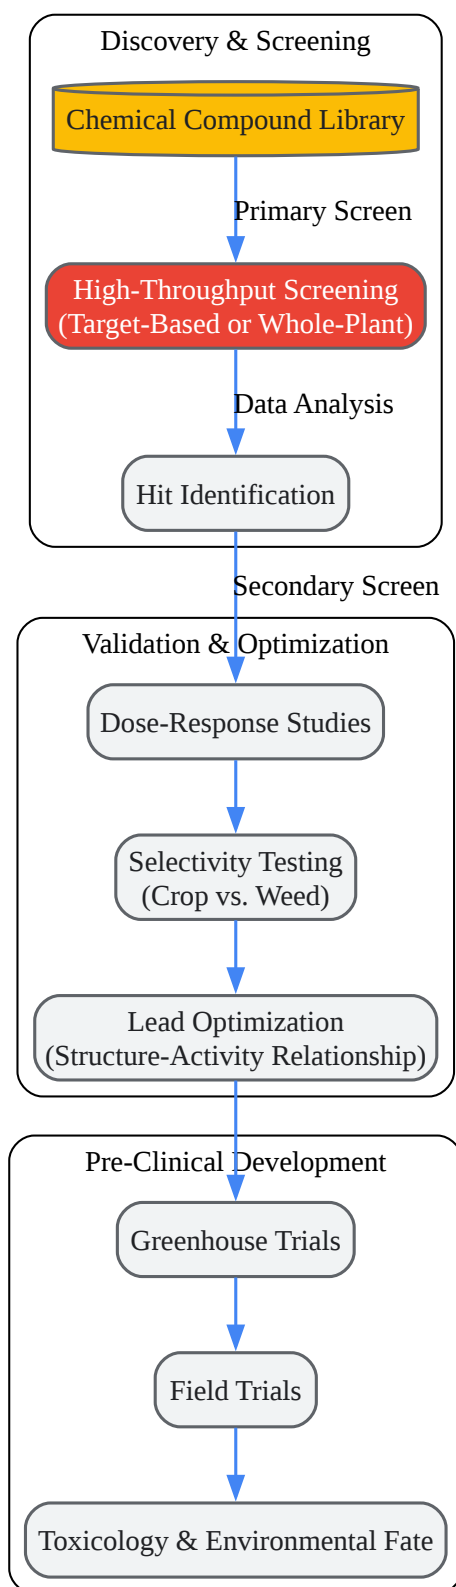 Discovery & Screening
Chemical Compound Library
Primary Screen
High-Throughput Screening
(Target-Based or Whole-Plant)
Data Analysis
Hit Identification
Secondary Screen
Validation & Optimization
Dose-Response Studies
Selectivity Testing
(Crop vs. Weed)
Lead Optimization
(Structure-Activity Relationship)
Pre-Clinical Development
Greenhouse Trials
Field Trials
Toxicology & Environmental Fate